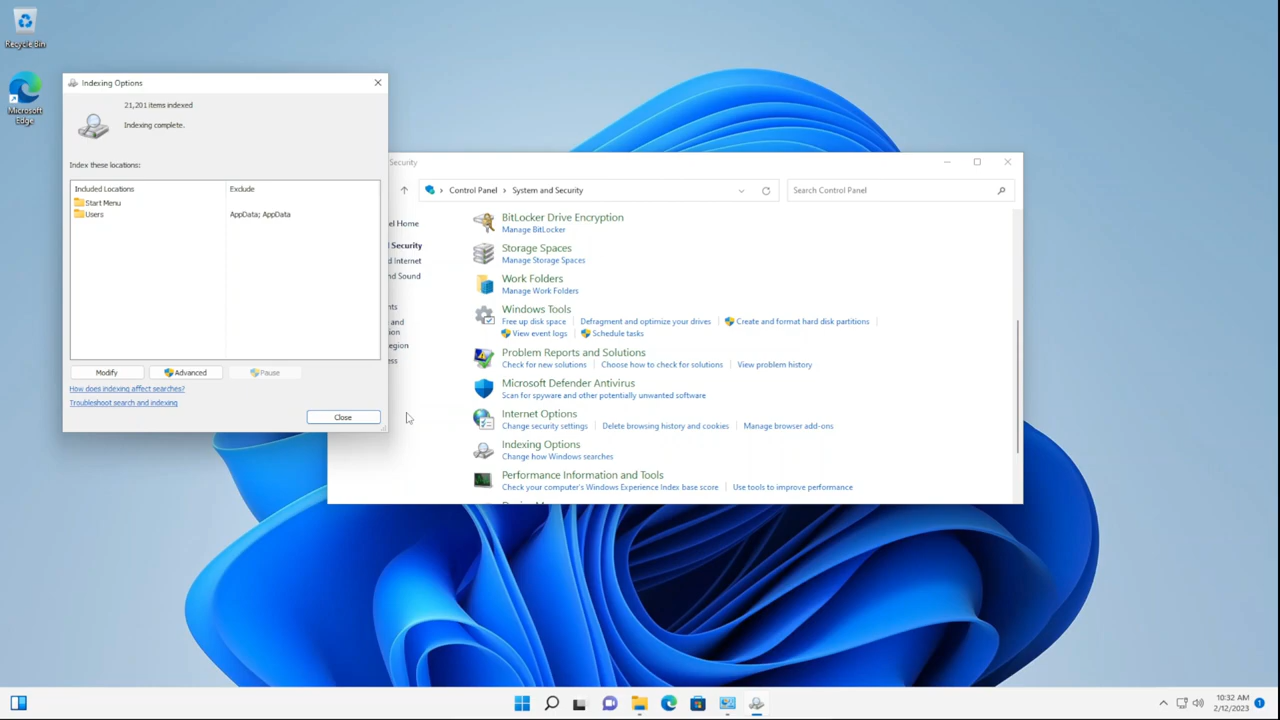 Recycle Bin
Microsoft
Edge
Indexing Options
21,201 items indexed
Indexing complete.
Index these locations:
Included Locations
Exclude
Start Menu
Users
AppData; AppData
Modify
Advanced
Pause
How does indexing affect searches?
Troubleshoot search and indexing
Close
Security
Control Panel > System and Security
Search Control Panel
el Home
l Security
d Internet
d Sound
nts
and
on
egion
ess
BitLocker Drive Encryption
Manage BitLocker
Storage Spaces
Manage Storage Spaces
Work Folders
Manage Work Folders
Windows Tools
Free up disk space
Defragment and optimize your drives
Create and format hard disk partitions
View event logs
Schedule tasks
Problem Reports and Solutions
Check for new solutions
Choose how to check for solutions
View problem history
Microsoft Defender Antivirus
Scan for spyware and other potentially unwanted software
Internet Options
Change security settings
Delete browsing history and cookies
Manage browser add-ons
Indexing Options
Change how Windows searches
Performance Information and Tools
Check your computer's Windows Experience Index base score
Use tools to improve performance
10:32 AM
2/12/2023
1